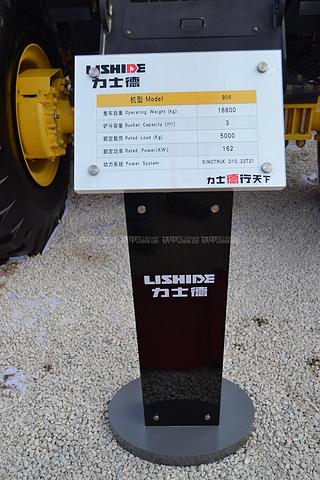 LISHIDE
力士德
机型 Model 956
整车自重 Operating Weight (kg) 16800
铲斗容量 Bucket Capacity (m³) 3
额定载荷 Rated Load (Kg) 5000
额定功率 Rated Power(KW) 162
动力系统 Power System SINOTRUK D10.22T21
力士德行天下
LISHIDE
力士德